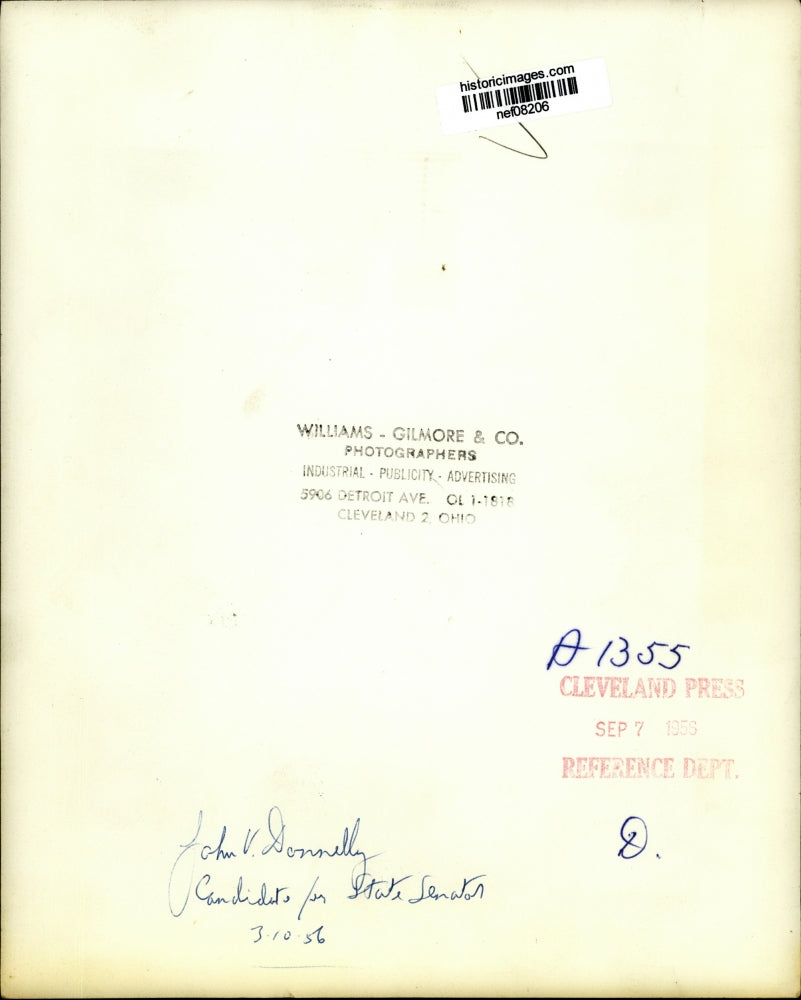 historicimages.com
nef08206
WILLIAMS - GILMORE & CO.
PHOTOGRAPHERS
INDUSTRIAL - PUBLICITY - ADVERTISING
5906 DETROIT AVE. OL 1-1818
CLEVELAND 2, OHIO
A 1355
CLEVELAND PRESS
SEP 7 1956
REFERENCE DEPT.
D.
John V. Donnelly
Candidate for State Senator
3-10-56